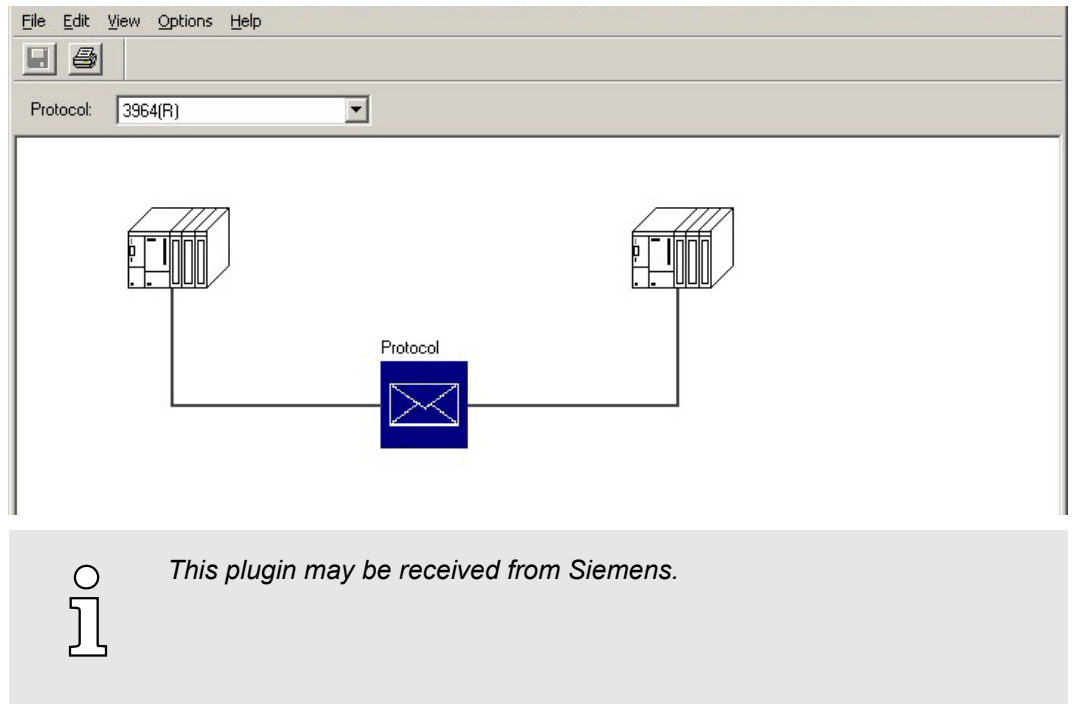 File Edit View Options Help
Protocol: 3964(R)
Protocol
This plugin may be received from Siemens.